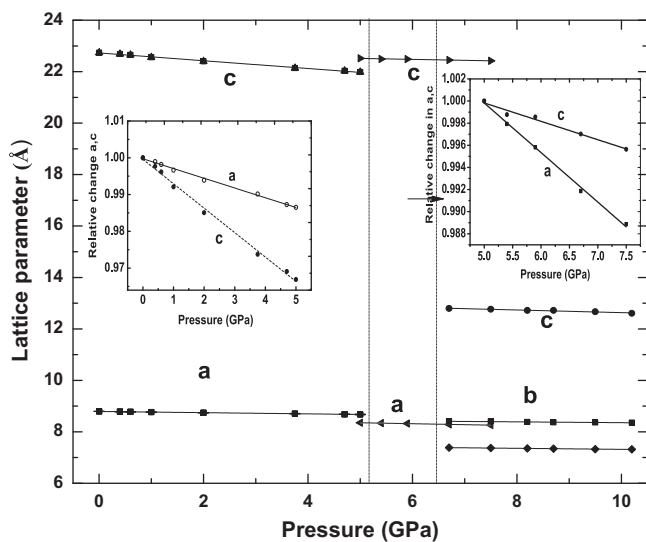 24
22
20
18
16
14
12
10
8
6
Lattice parameter (Å)
0 2 4 6 8 10
Pressure (GPa)
c
c
c
a
a
b
1.01
1.00
0.99
0.98
0.97
Relative change a,c
a
c
0 1 2 3 4 5 6
Pressure (GPa)
1.002
1.000
0.998
0.996
0.994
0.992
0.990
0.988
Relative change in a,c
c
a
5.0 5.5 6.0 6.5 7.0 7.5
Pressure (GPa)